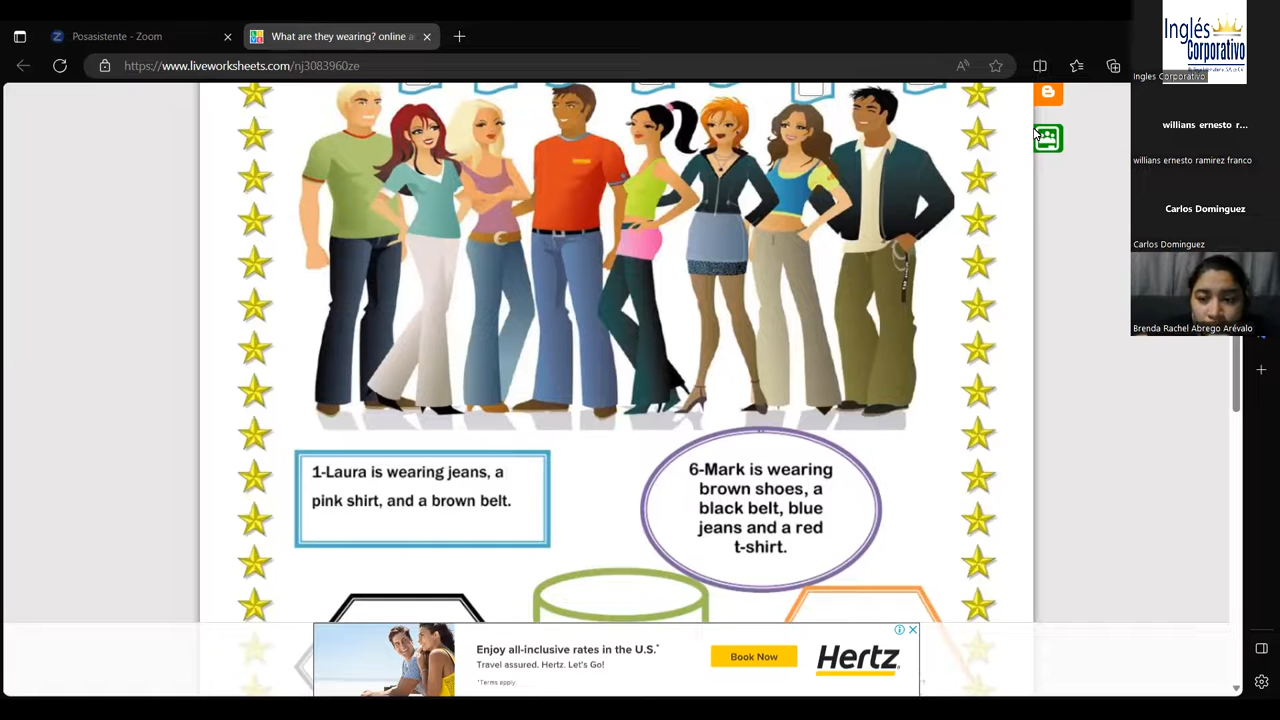 Posasistente - Zoom
What are they wearing? online a
https://www.liveworksheets.com/nj3083960ze
Inglés
Corporativo
Ingles Corporativo
willians ernesto r...
willians ernesto ramirez franco
Carlos Dominguez
Carlos Dominguez
Brenda Rachel Abrego Arévalo
1-Laura is wearing jeans, a
pink shirt, and a brown belt.
6-Mark is wearing
brown shoes, a
black belt, blue
jeans and a red
t-shirt.
Enjoy all-inclusive rates in the U.S.*
Travel assured. Hertz. Let's Go!
*Terms apply.
Book Now
Hertz